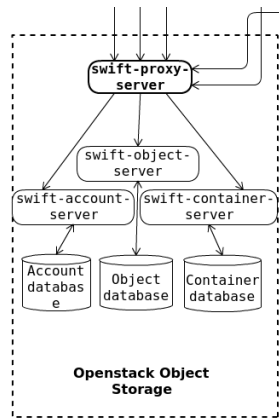 swift-proxy-
server
swift-object-
server
swift-account-
server
swift-container-
server
Account
databas
e
Object
database
Container
database
Openstack Object
Storage